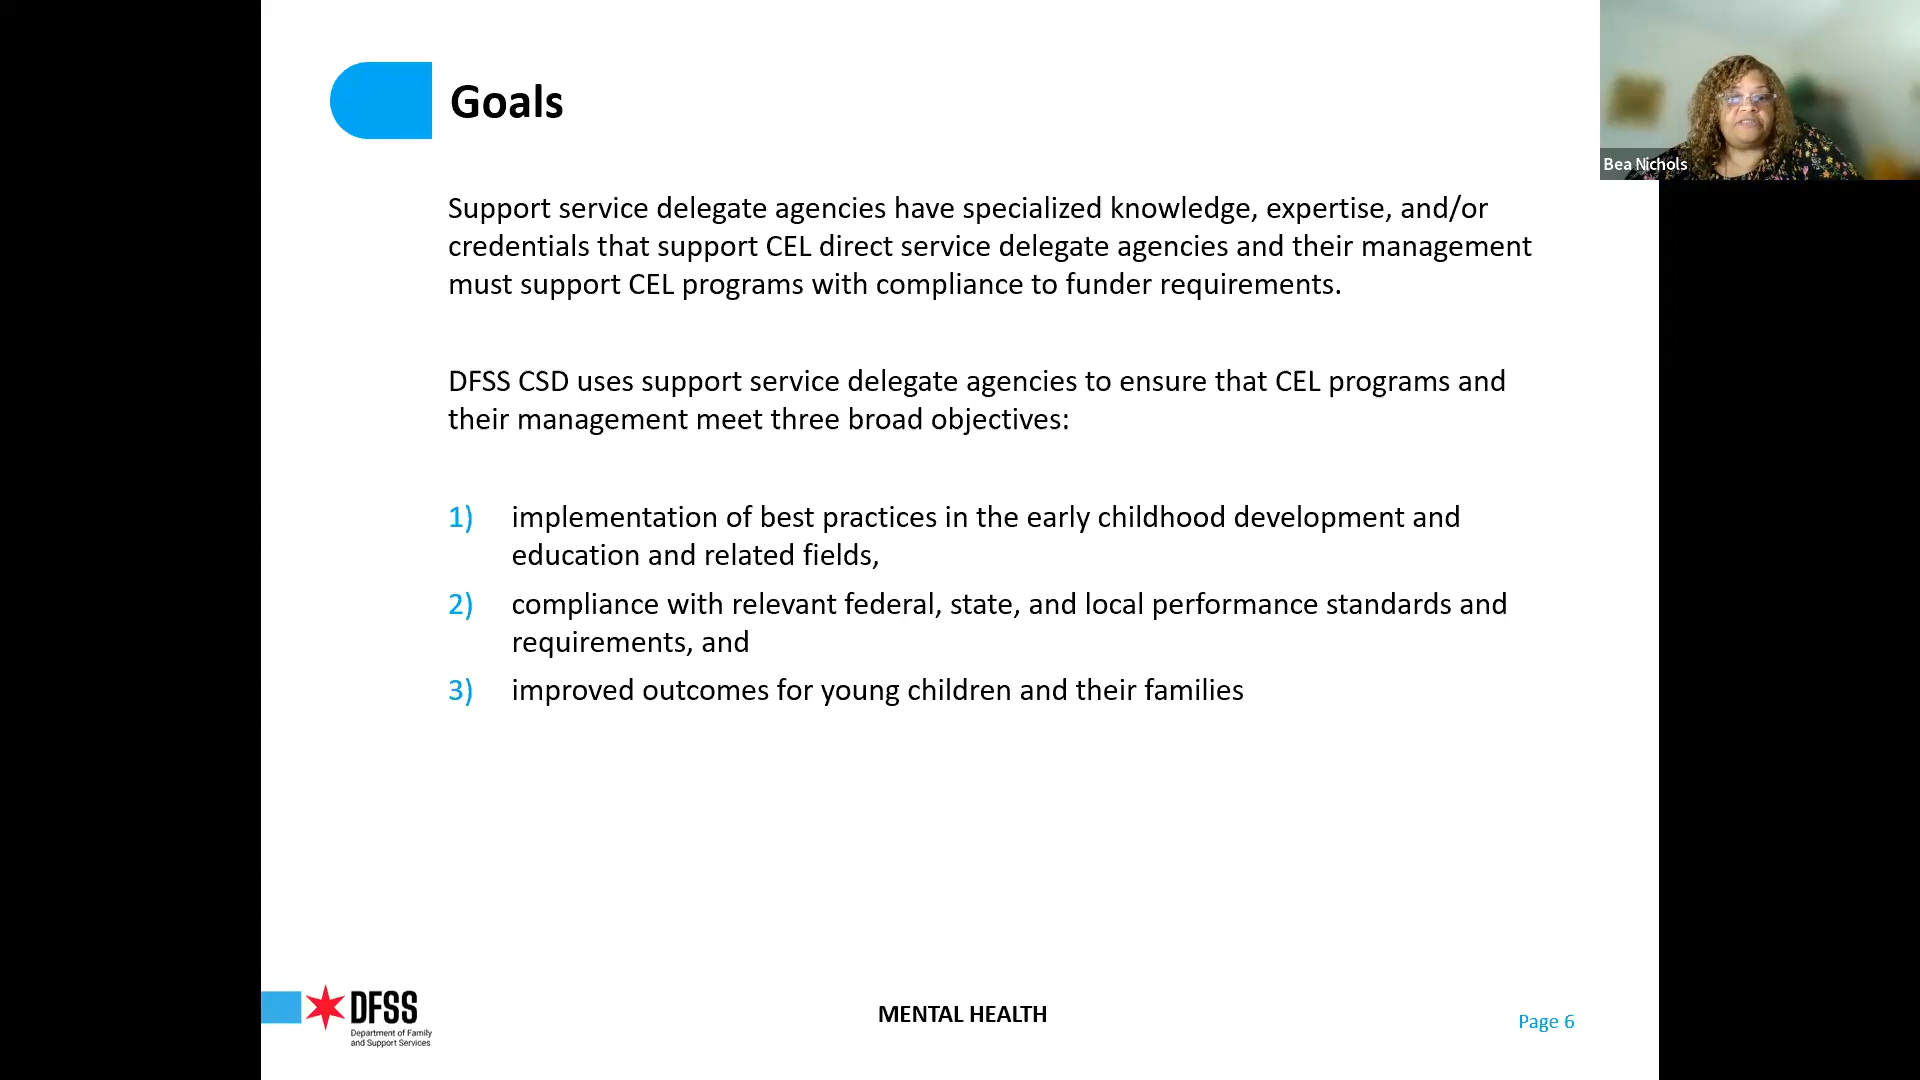 Goals
Bea Nichols
Support service delegate agencies have specialized knowledge, expertise, and/or
credentials that support CEL direct service delegate agencies and their management
must support CEL programs with compliance to funder requirements.
DFSS CSD uses support service delegate agencies to ensure that CEL programs and
their management meet three broad objectives:
1) implementation of best practices in the early childhood development and
education and related fields,
2) compliance with relevant federal, state, and local performance standards and
requirements, and
3) improved outcomes for young children and their families
DFSS
Department of Family
and Support Services
MENTAL HEALTH
Page 6